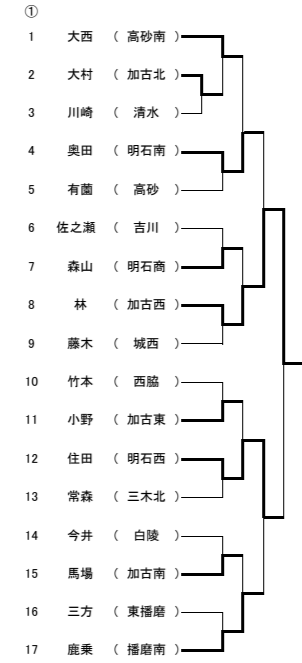 ①
1 大西 ( 高砂南 )
2 大村 ( 加古北 )
3 川崎 ( 清水 )
4 奥田 ( 明石南 )
5 有薗 ( 高砂 )
6 佐之瀬 ( 吉川 )
7 森山 ( 明石商 )
8 林 ( 加古西 )
9 藤木 ( 城西 )
10 竹本 ( 西脇 )
11 小野 ( 加古東 )
12 住田 ( 明石西 )
13 常森 ( 三木北 )
14 今井 ( 白陵 )
15 馬場 ( 加古南 )
16 三方 ( 東播磨 )
17 鹿乗 ( 播磨南 )